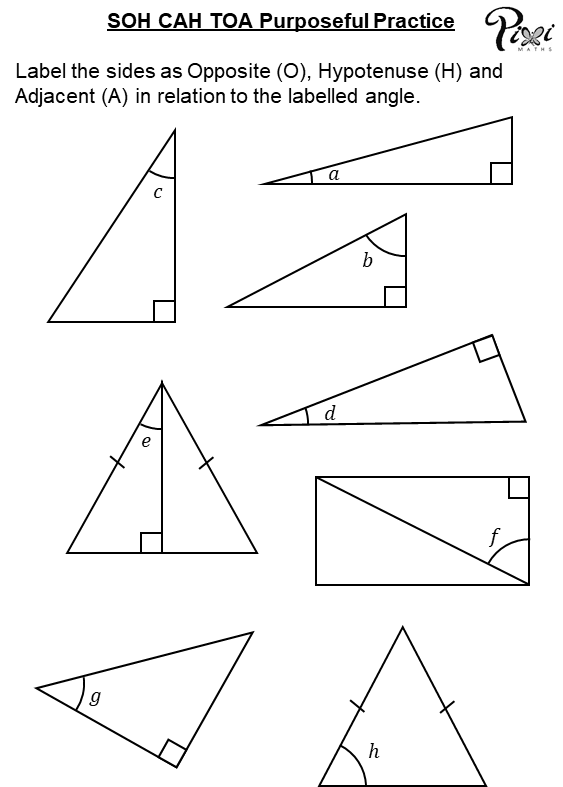 SOH CAH TOA Purposeful Practice
Pixi
MATHS
Label the sides as Opposite (O), Hypotenuse (H) and
Adjacent (A) in relation to the labelled angle.
c
a
b
d
e
f
g
h